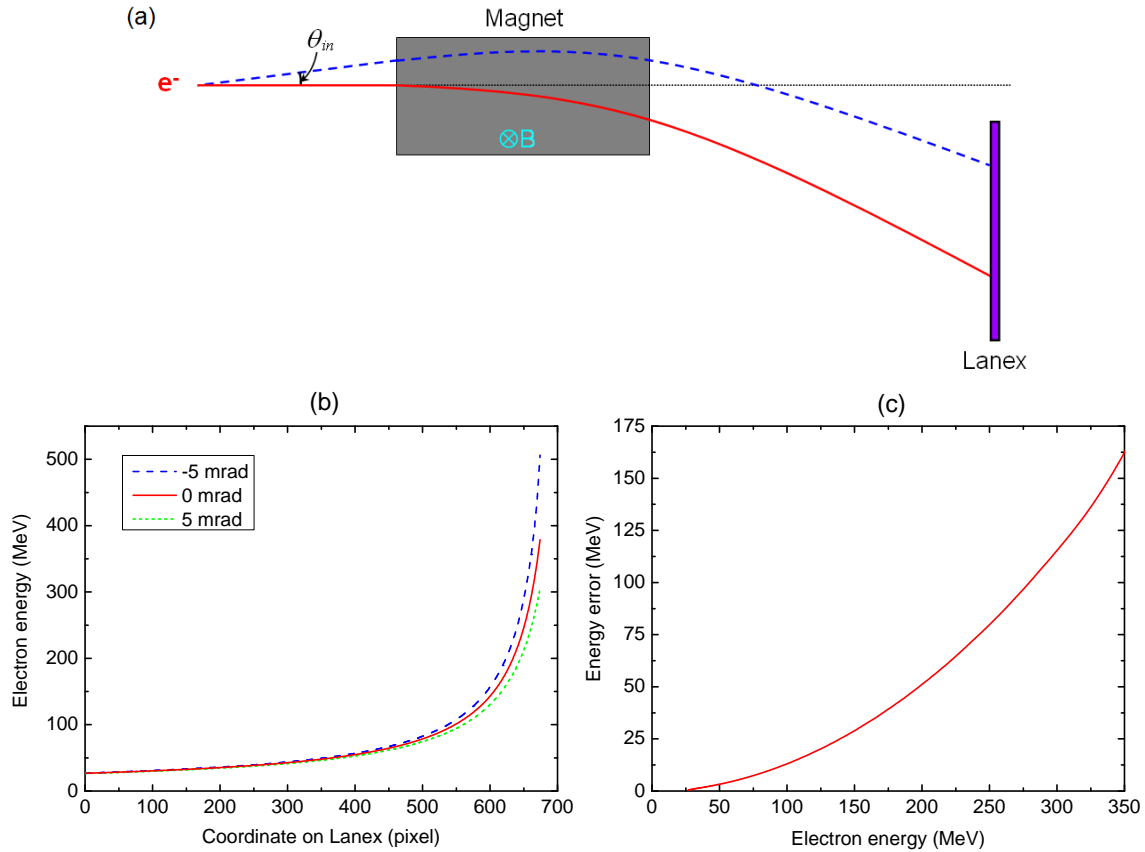 (a)
Magnet
θin
e-
⊗B
Lanex
(b)
500
400
300
200
100
0
0 100 200 300 400 500 600 700
Electron energy (MeV)
Coordinate on Lanex (pixel)
-5 mrad
0 mrad
5 mrad
(c)
175
150
125
100
75
50
25
0
0 50 100 150 200 250 300 350
Energy error (MeV)
Electron energy (MeV)